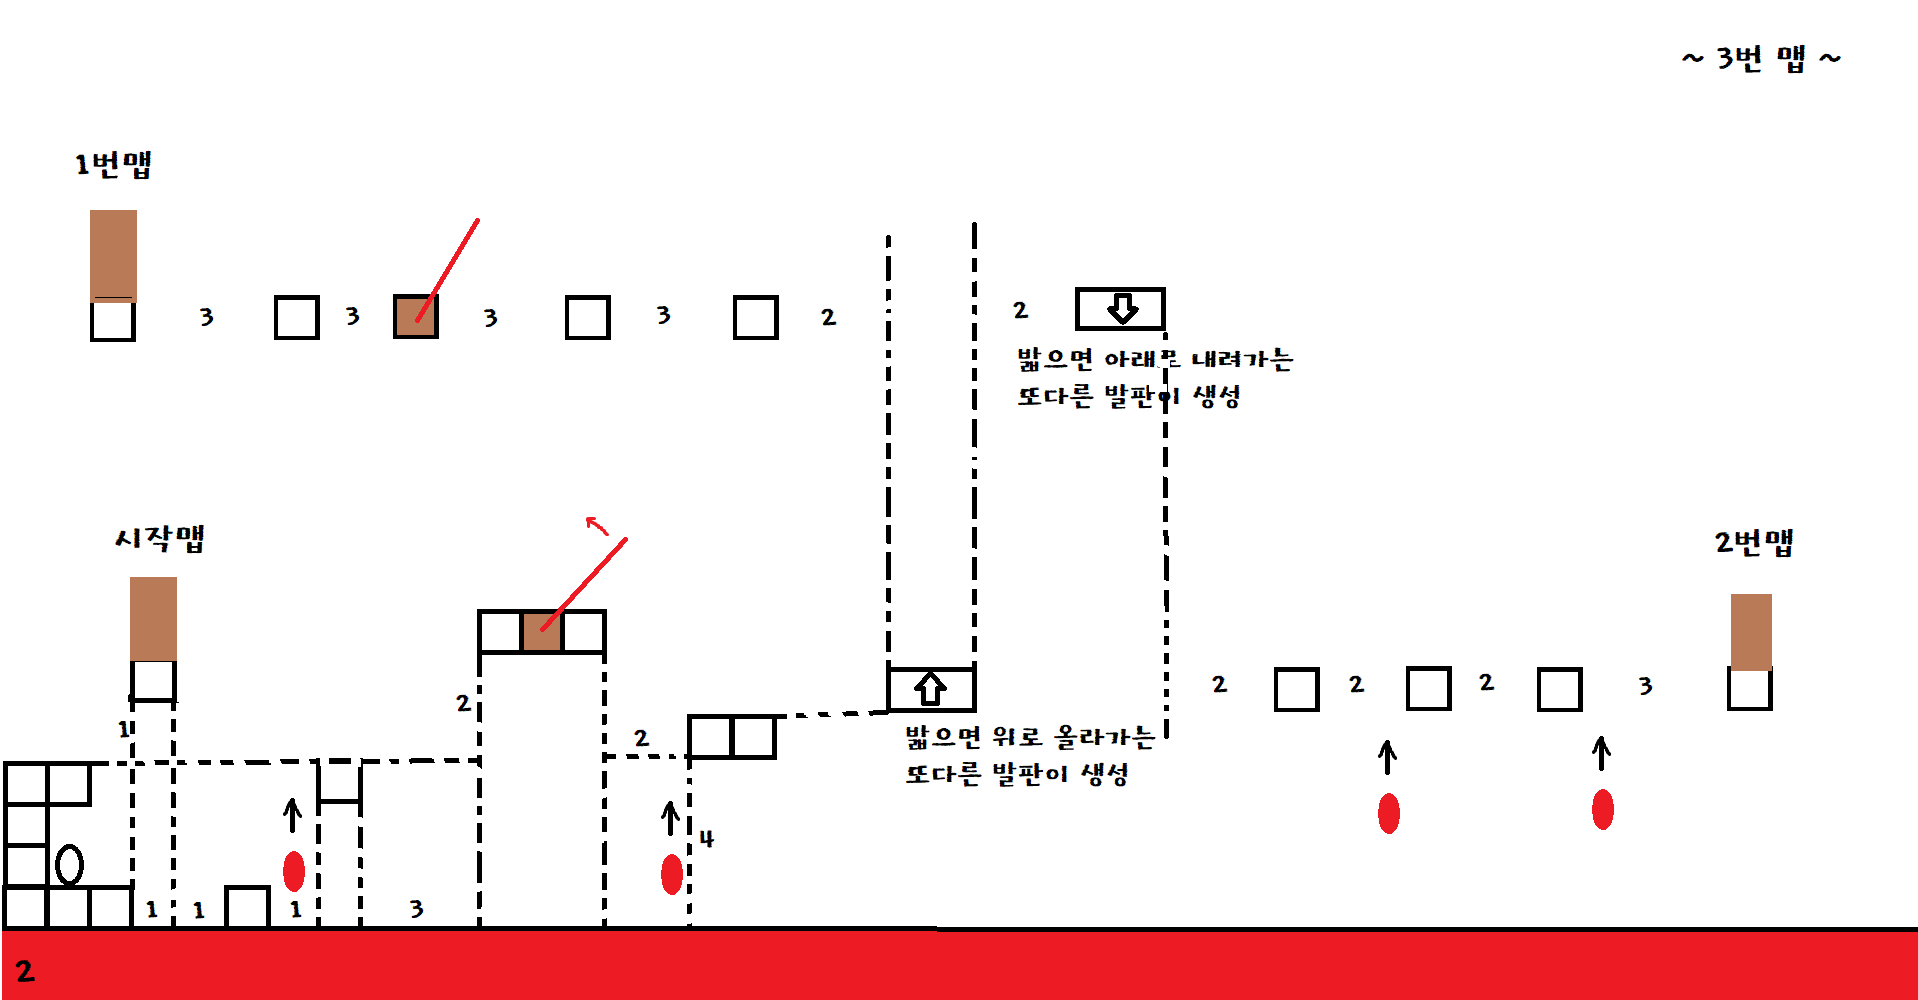 ~ 3번 맵 ~
1번맵
3 3 3 3 2 2
밟으면 아래로 내려가는
또다른 발판이 생성
시작맵
2번맵
2 2 2 3
2
2
1
밟으면 위로 올라가는
또다른 발판이 생성
4
1 1 1 3
2